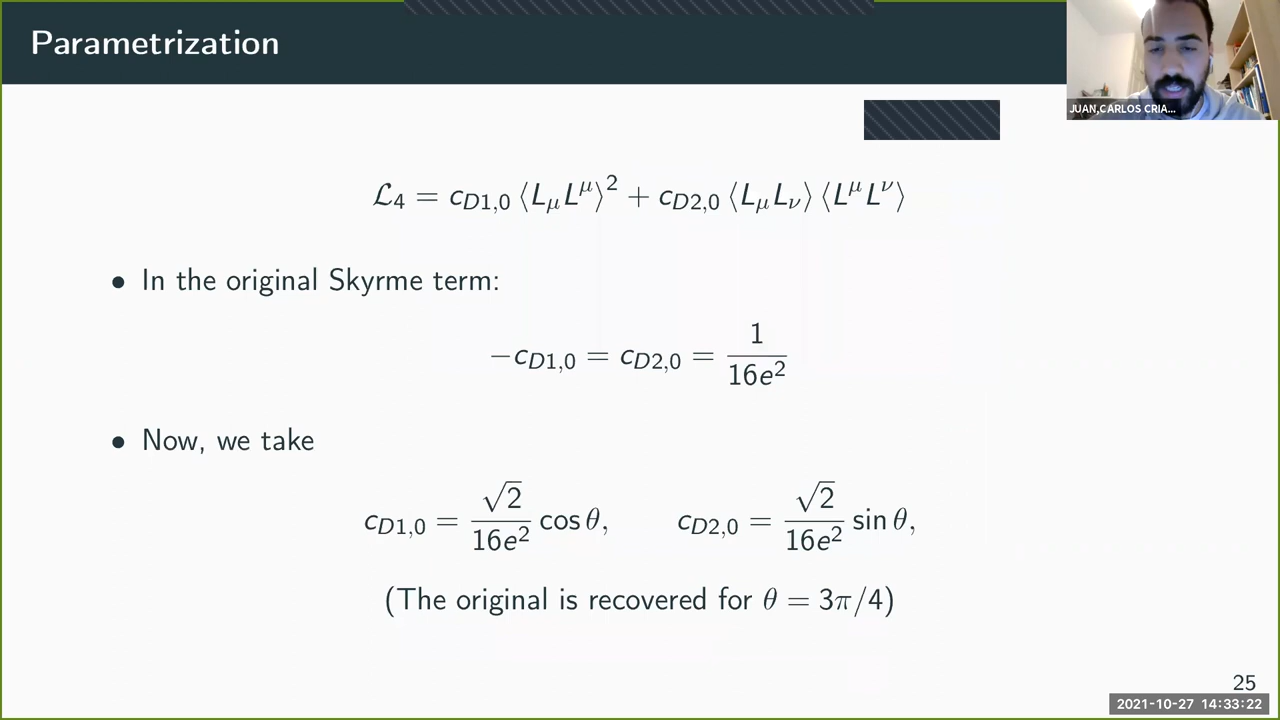 Parametrization
JUAN,CARLOS CRIA...
ℒ₄ = c_{D1,0} ⟨L_μ L^μ⟩² + c_{D2,0} ⟨L_μ L_ν⟩ ⟨L^μ L^ν⟩
• In the original Skyrme term:
−c_{D1,0} = c_{D2,0} = \frac{1}{16e²}
• Now, we take
c_{D1,0} = \frac{√2}{16e²} cos θ, c_{D2,0} = \frac{√2}{16e²} sin θ,
(The original is recovered for θ = 3π/4)
25
2021-10-27 14:33:22